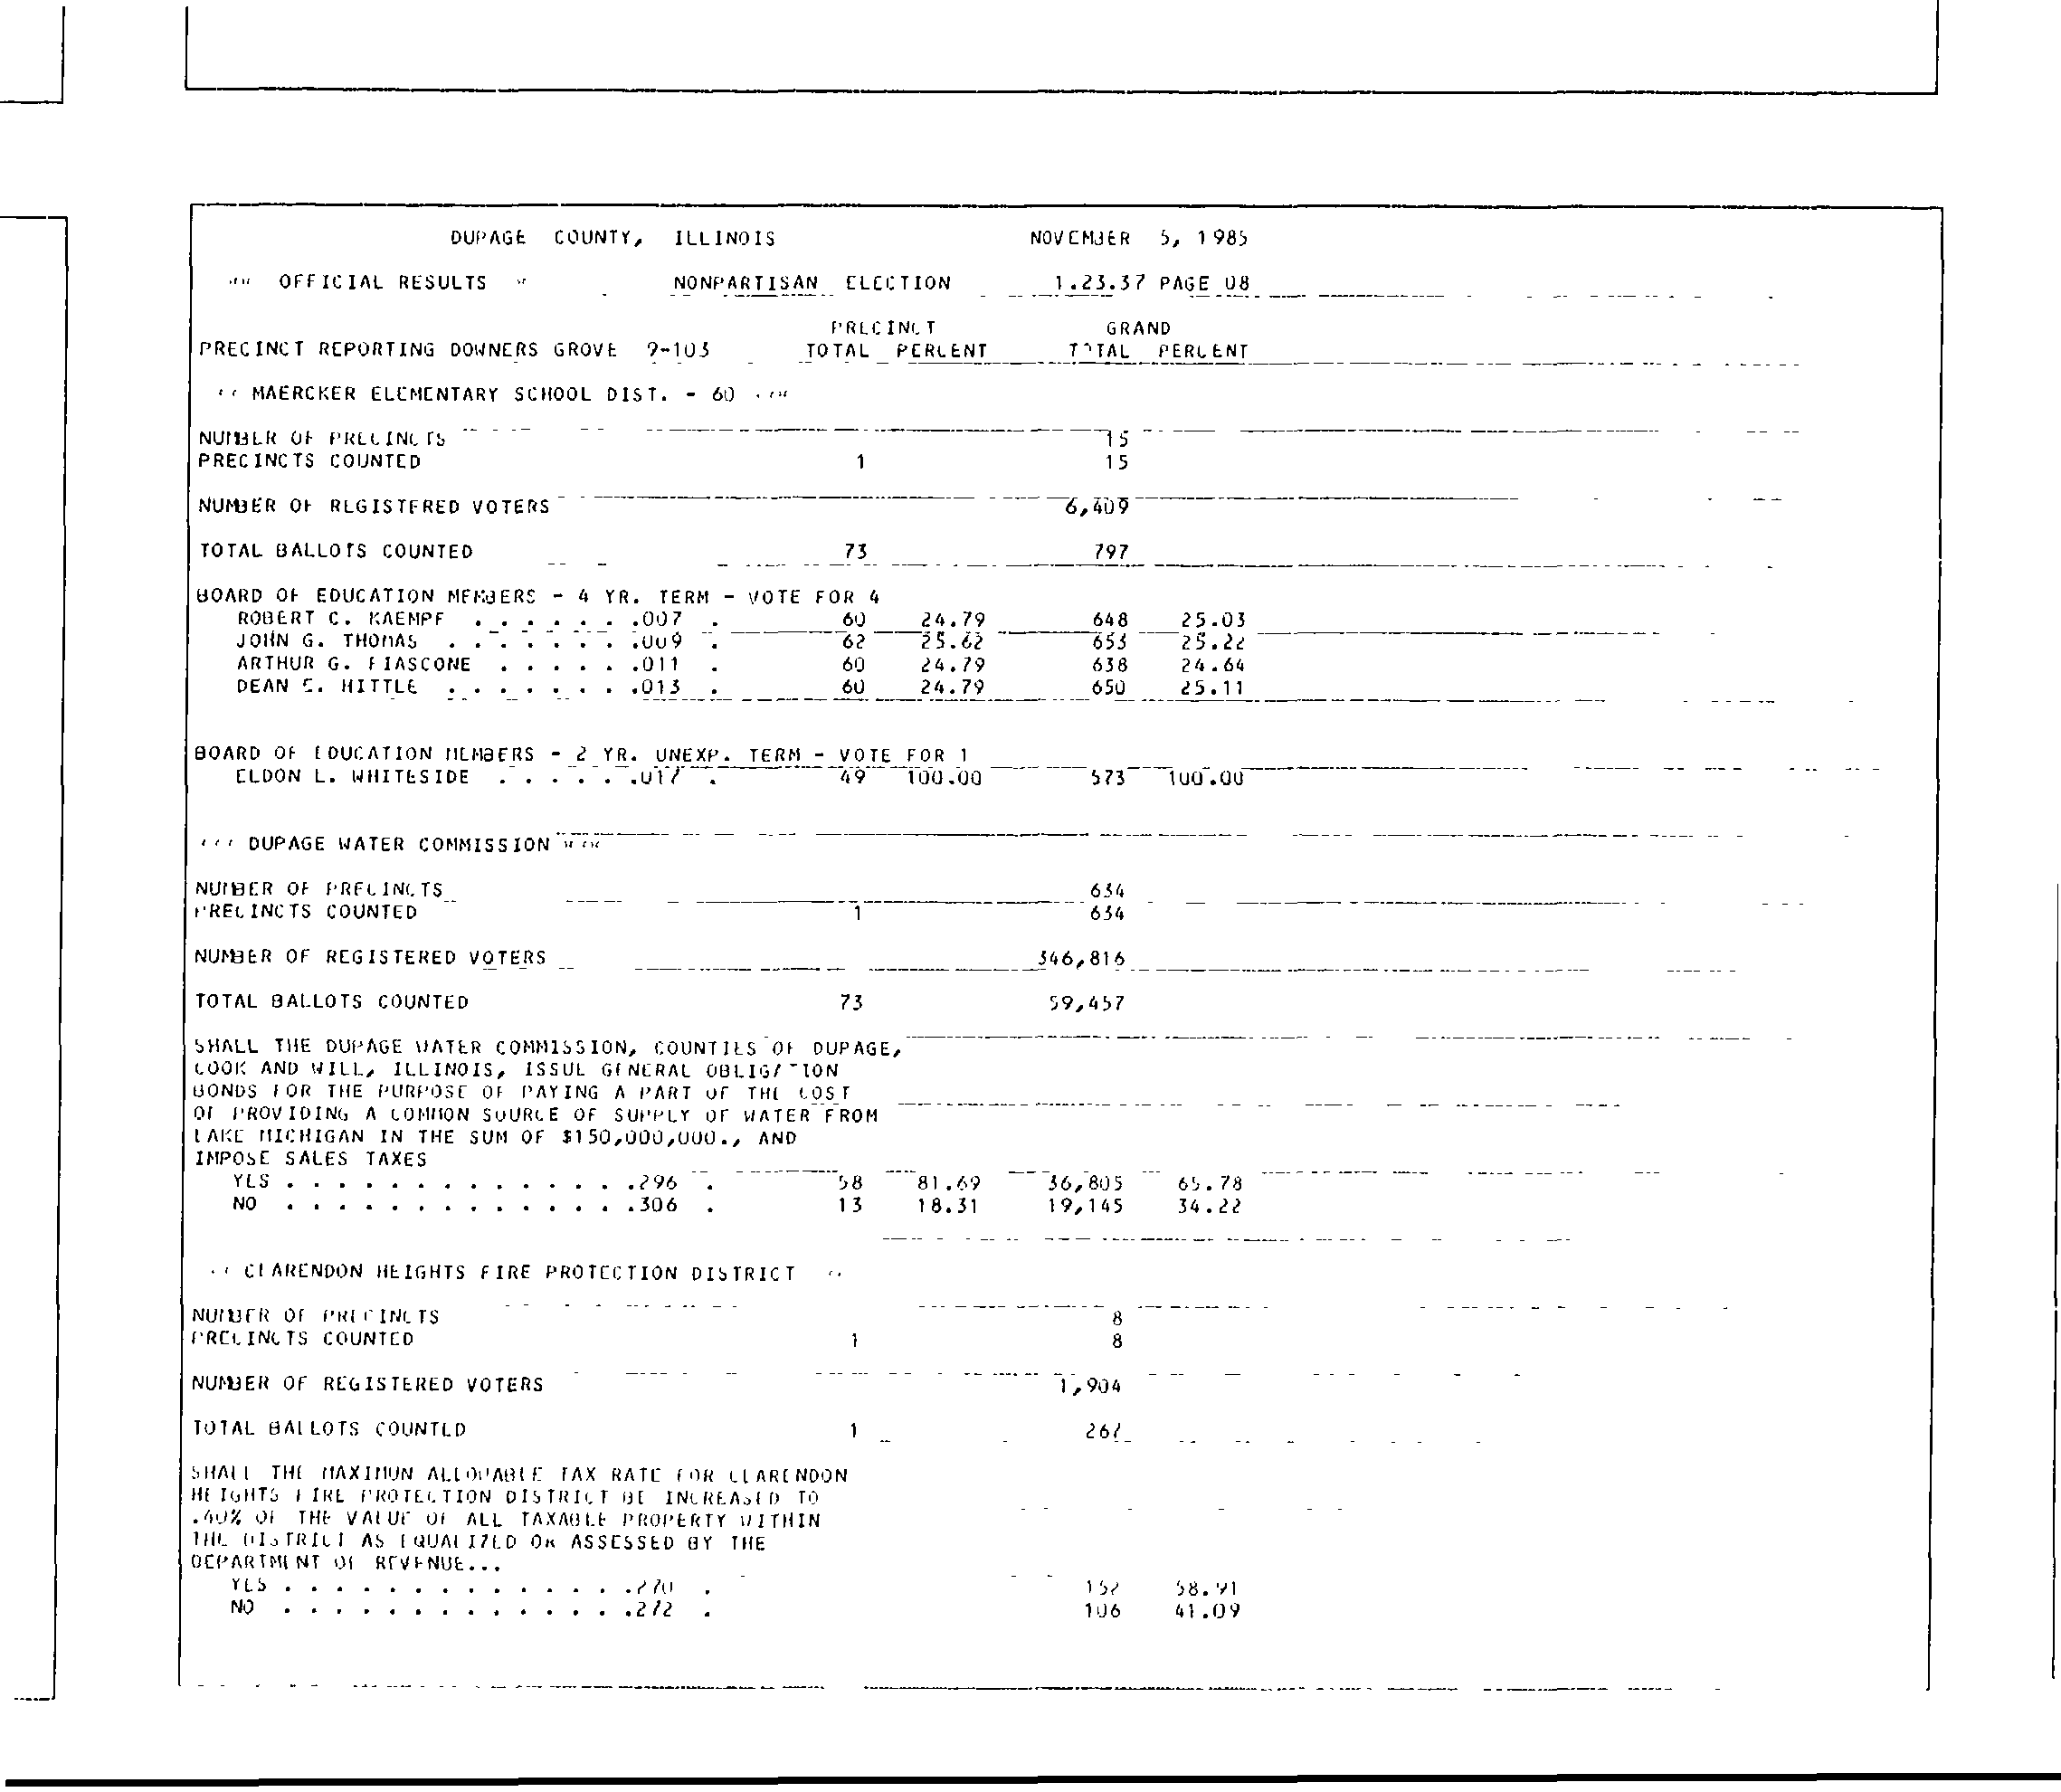 DUPAGE COUNTY, ILLINOIS NOVEMBER 5, 1985
OFFICIAL RESULTS NONPARTISAN ELECTION 1.23.37 PAGE 08
PRECINCT GRAND
PRECINCT REPORTING DOWNERS GROVE 9-103 TOTAL PERCENT TOTAL PERCENT
MAERCKER ELEMENTARY SCHOOL DIST. - 60
NUMBER OF PRECINCTS 15
PRECINCTS COUNTED 1 15
NUMBER OF REGISTERED VOTERS 6,409
TOTAL BALLOTS COUNTED 73 797
BOARD OF EDUCATION MEMBERS - 4 YR. TERM - VOTE FOR 4
ROBERT C. KAEMPF . . . . . . .007 . 60 24.79 648 25.03
JOHN G. THOMAS . . . . . . . .009 . 62 25.62 653 25.22
ARTHUR G. FIASCONE . . . . . .011 . 60 24.79 638 24.64
DEAN E. HITTLE . . . . . . . .013 . 60 24.79 650 25.11
BOARD OF EDUCATION MEMBERS - 2 YR. UNEXP. TERM - VOTE FOR 1
ELDON L. WHITESIDE . . . . . .017 . 49 100.00 573 100.00
DUPAGE WATER COMMISSION
NUMBER OF PRECINCTS 634
PRECINCTS COUNTED 1 634
NUMBER OF REGISTERED VOTERS 346,816
TOTAL BALLOTS COUNTED 73 59,457
SHALL THE DUPAGE WATER COMMISSION, COUNTIES OF DUPAGE,
COOK AND WILL, ILLINOIS, ISSUE GENERAL OBLIGATION
BONDS FOR THE PURPOSE OF PAYING A PART OF THE COST
OF PROVIDING A COMMON SOURCE OF SUPPLY OF WATER FROM
LAKE MICHIGAN IN THE SUM OF $150,000,000., AND
IMPOSE SALES TAXES
YES . . . . . . . . . . . . . .296 . 58 81.69 36,805 65.78
NO . . . . . . . . . . . . . .306 . 13 18.31 19,145 34.22
CLARENDON HEIGHTS FIRE PROTECTION DISTRICT
NUMBER OF PRECINCTS 8
PRECINCTS COUNTED 1 8
NUMBER OF REGISTERED VOTERS 1,904
TOTAL BALLOTS COUNTED 1 262
SHALL THE MAXIMUN ALLOWABLE TAX RATE FOR CLARENDON
HEIGHTS FIRE PROTECTION DISTRICT BE INCREASED TO
.40% OF THE VALUE OF ALL TAXABLE PROPERTY WITHIN
THE DISTRICT AS EQUALIZED OR ASSESSED BY THE
DEPARTMENT OF REVENUE...
YES . . . . . . . . . . . . . .270 . 152 58.91
NO . . . . . . . . . . . . . .272 . 106 41.09